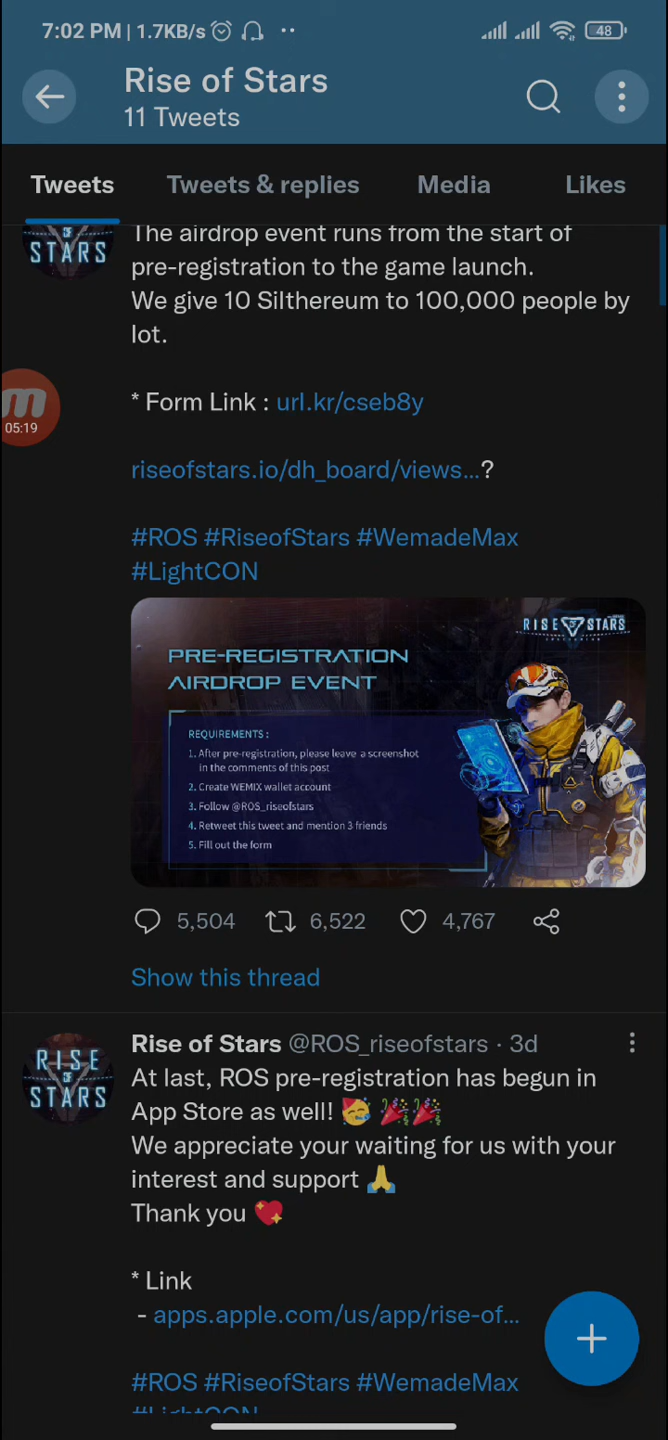 7:02 PM | 1.7KB/s
48
Rise of Stars
11 Tweets
Tweets
Tweets & replies
Media
Likes
STARS
The airdrop event runs from the start of
pre-registration to the game launch.
We give 10 Silthereum to 100,000 people by
lot.
* Form Link : url.kr/cseb8y
05:19
riseofstars.io/dh_board/views...?
#ROS #RiseofStars #WemadeMax
#LightCON
RISE OF STARS
PRE-REGISTRATION
AIRDROP EVENT
REQUIREMENTS :
1. After pre-registration, please leave a screenshot
in the comments of this post
2. Create WEMIX wallet account
3. Follow @ROS_riseofstars
4. Retweet this tweet and mention 3 friends
5. Fill out the form
5,504
6,522
4,767
Show this thread
RISE
OF
STARS
Rise of Stars @ROS_riseofstars · 3d
At last, ROS pre-registration has begun in
App Store as well! 🥳 🎉🎉
We appreciate your waiting for us with your
interest and support 🙏
Thank you 💖
* Link
- apps.apple.com/us/app/rise-of...
#ROS #RiseofStars #WemadeMax
#LightCON